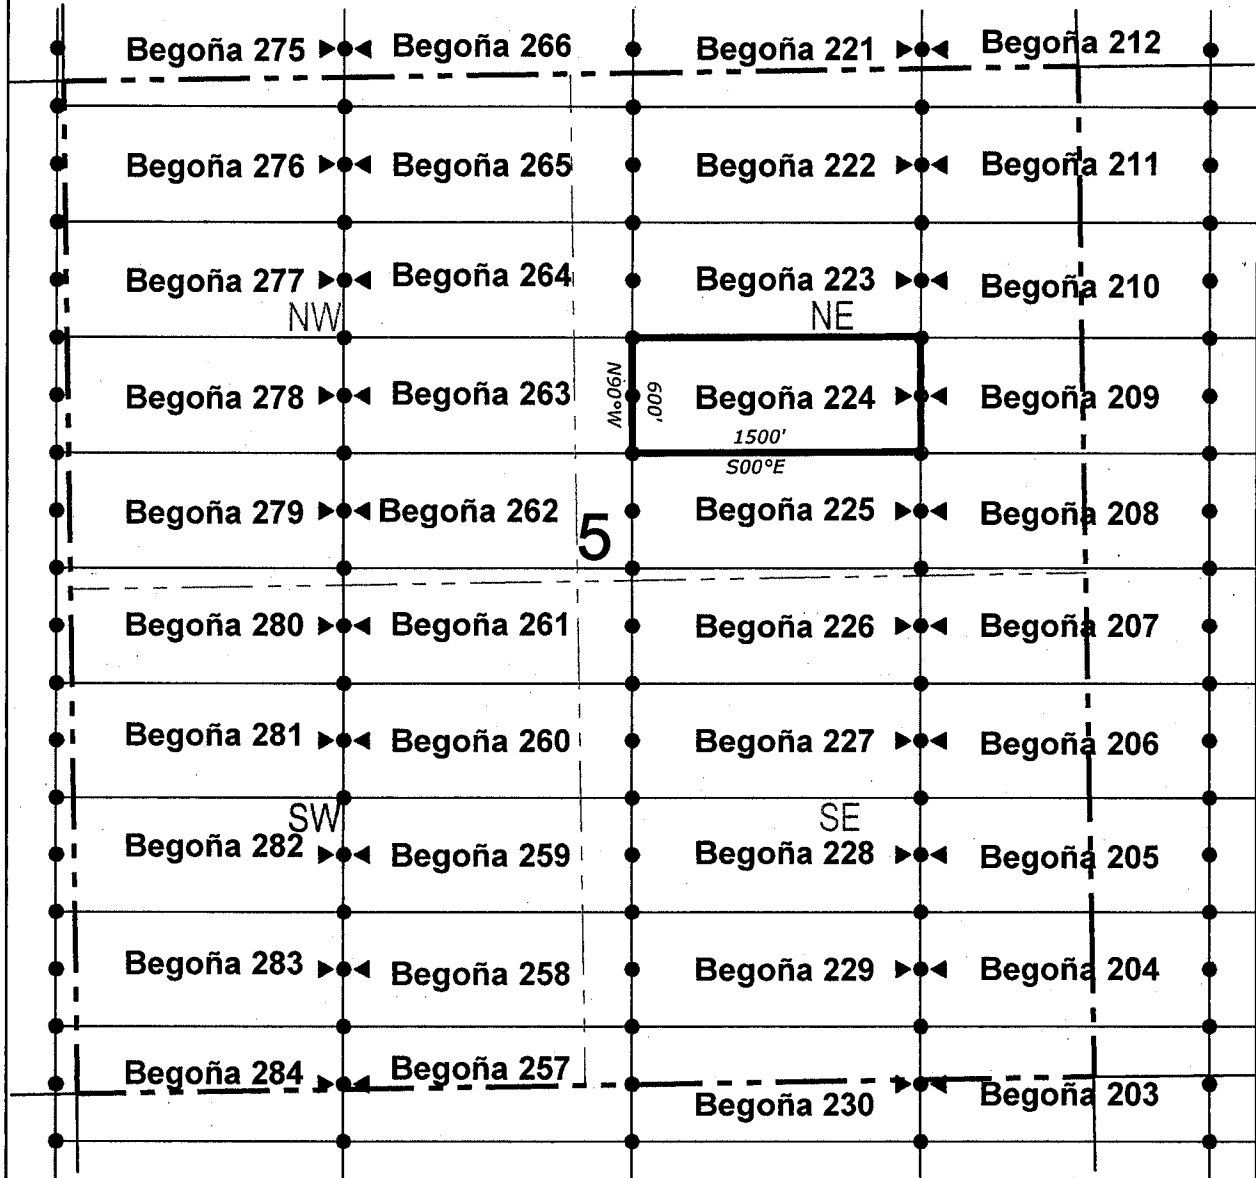 Begoña 275 Begoña 266 Begoña 221 Begoña 212
Begoña 276 Begoña 265 Begoña 222 Begoña 211
Begoña 277 Begoña 264 Begoña 223 Begoña 210
NW NE
Begoña 278 Begoña 263 N90°W 600' Begoña 224 Begoña 209
1500'
S00°E
Begoña 279 Begoña 262 5 Begoña 225 Begoña 208
Begoña 280 Begoña 261 Begoña 226 Begoña 207
Begoña 281 Begoña 260 Begoña 227 Begoña 206
SW SE
Begoña 282 Begoña 259 Begoña 228 Begoña 205
Begoña 283 Begoña 258 Begoña 229 Begoña 204
Begoña 284 Begoña 257 Begoña 230 Begoña 203